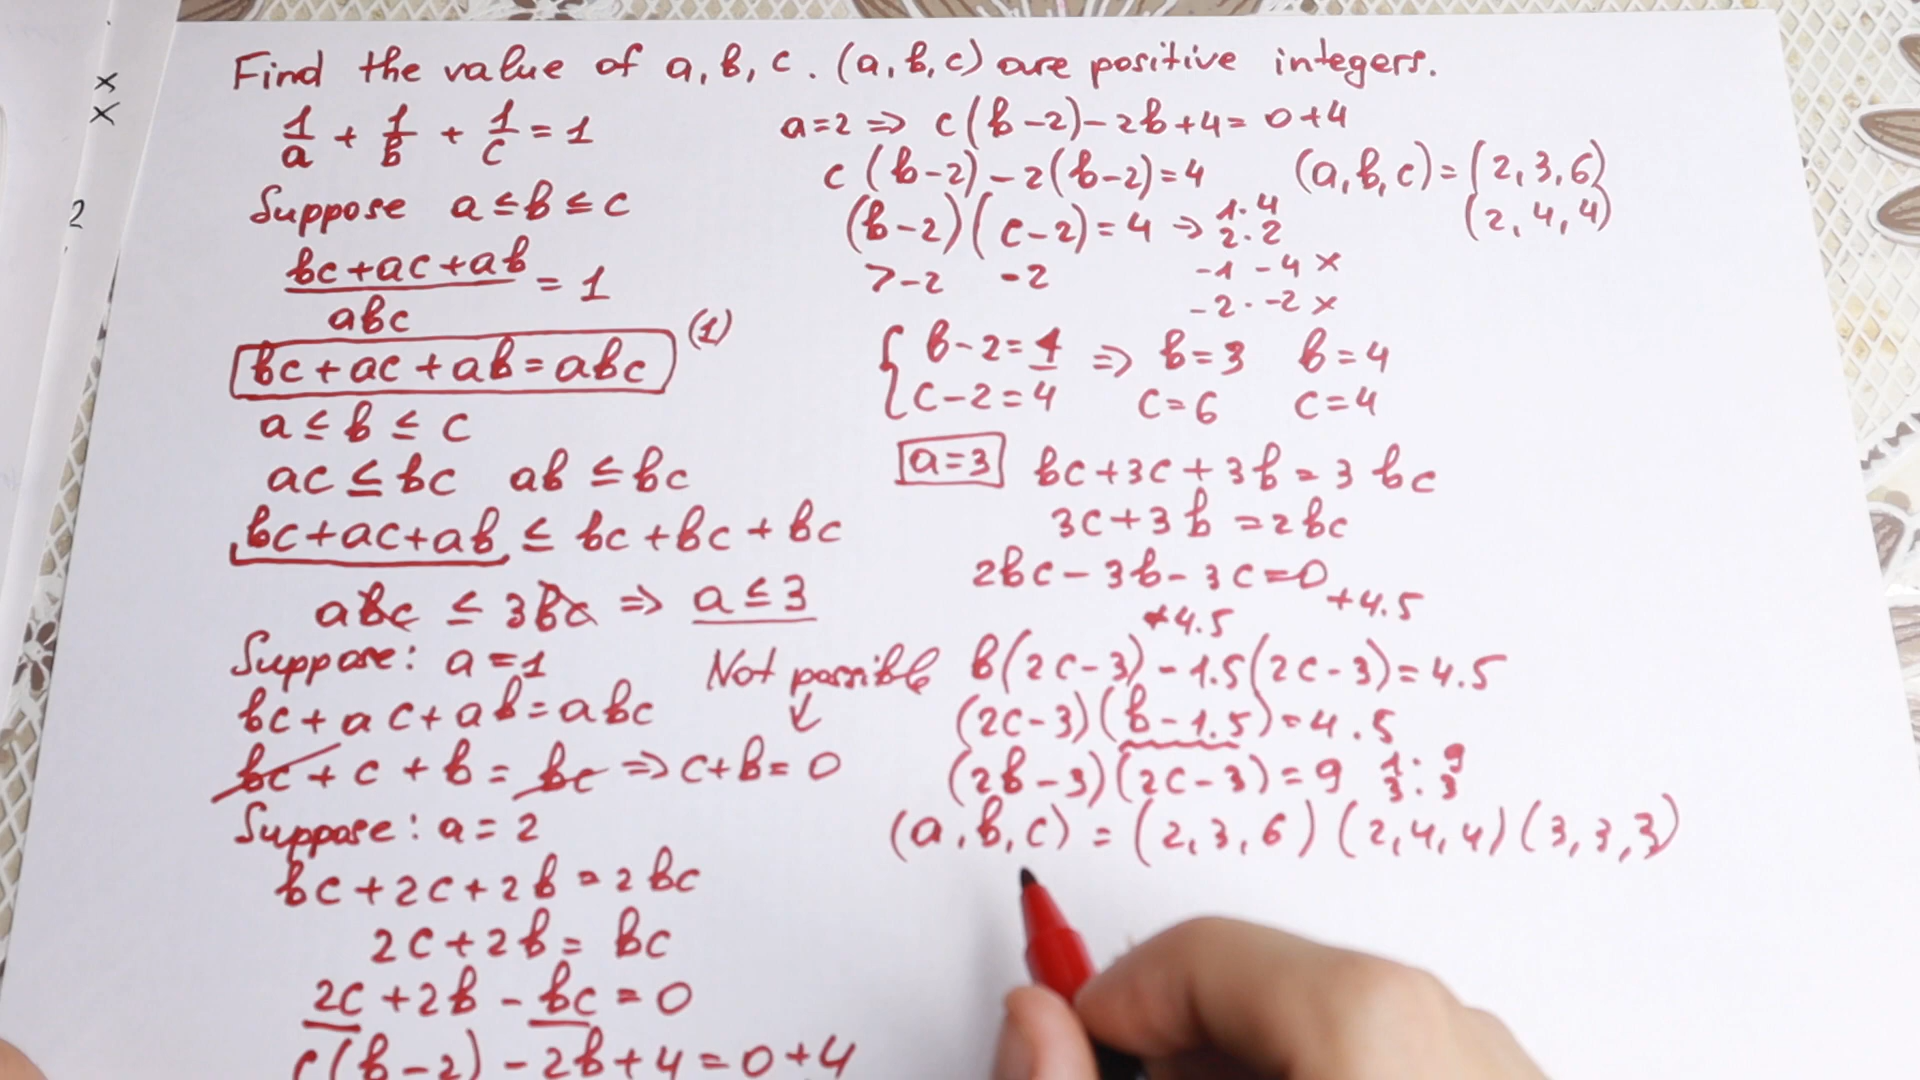 Find the value of a, b, c. (a, b, c) are positive integers.
1/a + 1/b + 1/c = 1
Suppose a ≤ b ≤ c
(bc+ac+ab)/abc = 1
bc+ac+ab=abc (1)
a ≤ b ≤ c
ac ≤ bc ab ≤ bc
bc+ac+ab ≤ bc+bc+bc
abc ≤ 3bc ⇒ a ≤ 3
Suppose: a=1 Not possible
bc+ac+ab=abc ↓
bc+c+b=bc ⇒ c+b=0
Suppose: a=2
bc+2c+2b=2bc
2c+2b=bc
2c+2b-bc=0
c(b-2)-2b+4=0+4
a=2 ⇒ c(b-2)-2b+4=0+4
c(b-2)-2(b-2)=4 (a,b,c)=(2,3,6)
(2,4,4)
(b-2)(c-2)=4 → 1·4
2·2
>-2 -2 -1 -4 ×
-2·-2 ×
{ b-2=1 ⇒ b=3 b=4
c-2=4 c=6 c=4
a=3 bc+3c+3b=3bc
3c+3b=2bc
2bc-3b-3c=0
+4.5 +4.5
b(2c-3)-1.5(2c-3)=4.5
(2c-3)(b-1.5)=4.5
(2b-3)(2c-3)=9 1·9
3·3
(a,b,c)=(2,3,6)(2,4,4)(3,3,3)
×
×
2